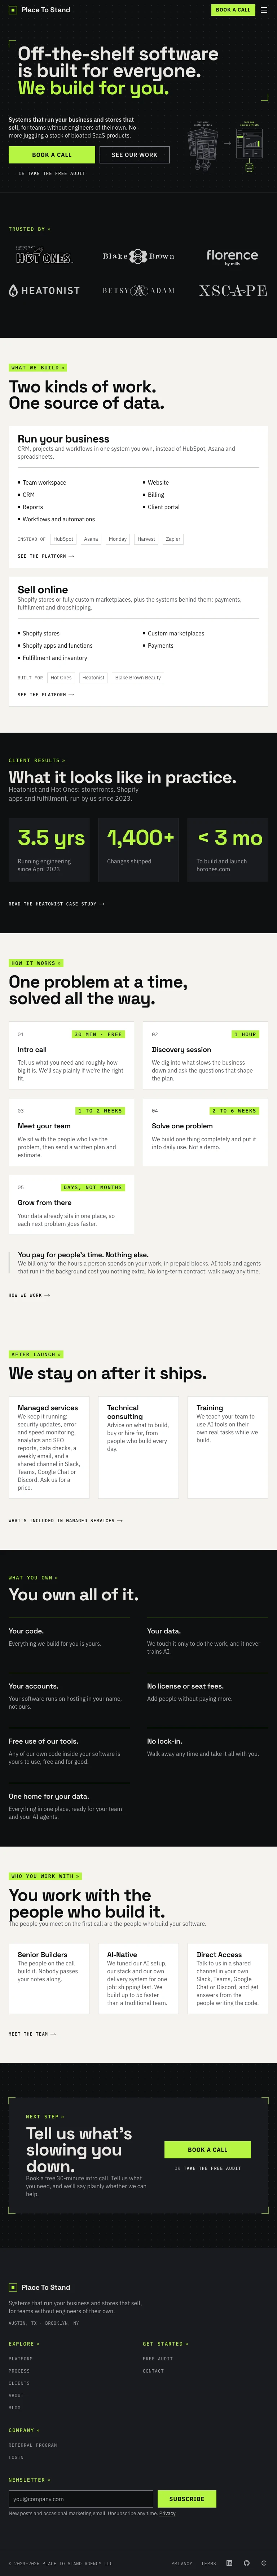 Place To Stand
BOOK A CALL
Off-the-shelf software
is built for everyone.
We build for you.
Systems that run your business and stores that
sell, for teams without engineers of their own. No
more juggling a stack of bloated SaaS products.
BOOK A CALL
SEE OUR WORK
OR TAKE THE FREE AUDIT
TRUSTED BY
HOT ONES
Blake Brown
florence
by mills
HEATONIST
BETSY ADAM
XSCAPE
WHAT WE BUILD
Two kinds of work.
One source of data.
Run your business
CRM, projects and workflows in one system you own, instead of HubSpot, Asana and
spreadsheets.
Team workspace
Website
CRM
Billing
Reports
Client portal
Workflows and automations
INSTEAD OF HubSpot Asana Monday Harvest Zapier
SEE THE PLATFORM →
Sell online
Shopify stores or fully custom marketplaces, plus the systems behind them: payments,
fulfillment and dropshipping.
Shopify stores
Custom marketplaces
Shopify apps and functions
Payments
Fulfillment and inventory
BUILT FOR Hot Ones Heatonist Blake Brown Beauty
SEE THE PLATFORM →
CLIENT RESULTS
What it looks like in practice.
Heatonist and Hot Ones: storefronts, Shopify
apps and fulfillment, run by us since 2023.
3.5 yrs
Running engineering
since April 2023
1,400+
Changes shipped
< 3 mo
To build and launch
hotones.com
READ THE HEATONIST CASE STUDY →
HOW IT WORKS
One problem at a time,
solved all the way.
01
30 MIN · FREE
Intro call
Tell us what you need and roughly how
big it is. We'll say plainly if we're the right
fit.
02
1 HOUR
Discovery session
We dig into what slows the business
down and ask the questions that shape
the plan.
03
1 TO 2 WEEKS
Meet your team
We sit with the people who live the
problem, then send a written plan and
estimate.
04
2 TO 6 WEEKS
Solve one problem
We build one thing completely and put it
into daily use. Not a demo.
05
DAYS, NOT MONTHS
Grow from there
Your data already sits in one place, so
each next problem goes faster.
You pay for people's time. Nothing else.
We bill only for the hours a person spends on your work, in prepaid blocks. AI tools and agents
that run in the background cost you nothing extra. No long-term contract: walk away any time.
HOW WE WORK →
AFTER LAUNCH
We stay on after it ships.
Managed services
We keep it running:
security updates, error
and speed monitoring,
analytics and SEO
reports, data checks, a
weekly email, and a
shared channel in Slack,
Teams, Google Chat or
Discord. Ask us for a
price.
Technical
consulting
Advice on what to build,
buy or hire for, from
people who build every
day.
Training
We teach your team to
use AI tools on their
own real tasks while we
build.
WHAT'S INCLUDED IN MANAGED SERVICES →
WHAT YOU OWN
You own all of it.
Your code.
Everything we build for you is yours.
Your data.
We touch it only to do the work, and it never
trains AI.
Your accounts.
Your software runs on hosting in your name,
not ours.
No license or seat fees.
Add people without paying more.
Free use of our tools.
Any of our own code inside your software is
yours to use, free and for good.
No lock-in.
Walk away any time and take it all with you.
One home for your data.
Everything in one place, ready for your team
and your AI agents.
WHO YOU WORK WITH
You work with the
people who build it.
The people you meet on the first call are the people who build your software.
Senior Builders
The people on the call
build it. Nobody passes
your notes along.
AI-Native
We tuned our AI setup,
our stack and our own
delivery system for one
job: shipping fast. We
build up to 5x faster
than a traditional team.
Direct Access
Talk to us in a shared
channel in your own
Slack, Teams, Google
Chat or Discord, and get
answers from the
people writing the code.
MEET THE TEAM →
NEXT STEP
Tell us what's
slowing you
down.
Book a free 30-minute intro call. Tell us what
you need, and we'll say plainly whether we can
help.
BOOK A CALL
OR TAKE THE FREE AUDIT
Place To Stand
Systems that run your business and stores that sell,
for teams without engineers of their own.
AUSTIN, TX · BROOKLYN, NY
EXPLORE
PLATFORM
PROCESS
CLIENTS
ABOUT
BLOG
GET STARTED
FREE AUDIT
CONTACT
COMPANY
REFERRAL PROGRAM
LOGIN
NEWSLETTER
you@company.com
SUBSCRIBE
New posts and occasional marketing email. Unsubscribe any time. Privacy
© 2023-2026 PLACE TO STAND AGENCY LLC
PRIVACY TERMS